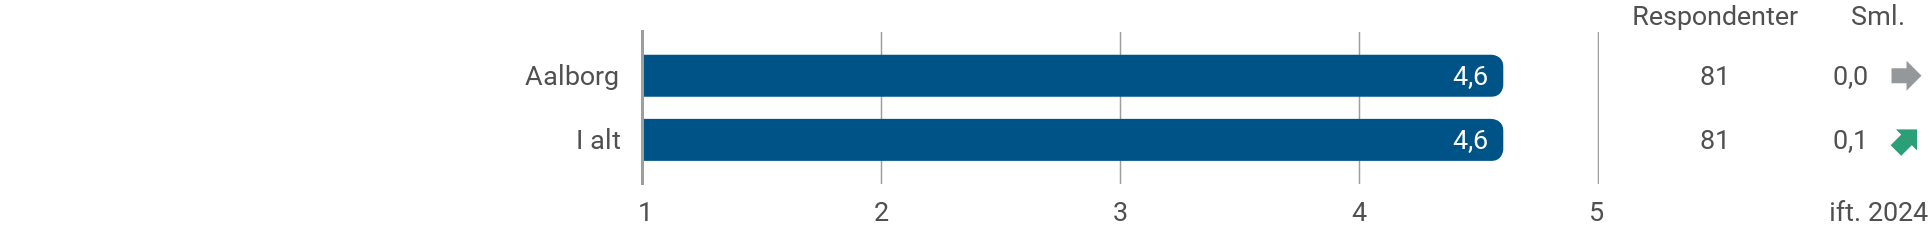 Respondenter Sml.
Aalborg 4,6 81 0,0
I alt 4,6 81 0,1
1 2 3 4 5 ift. 2024